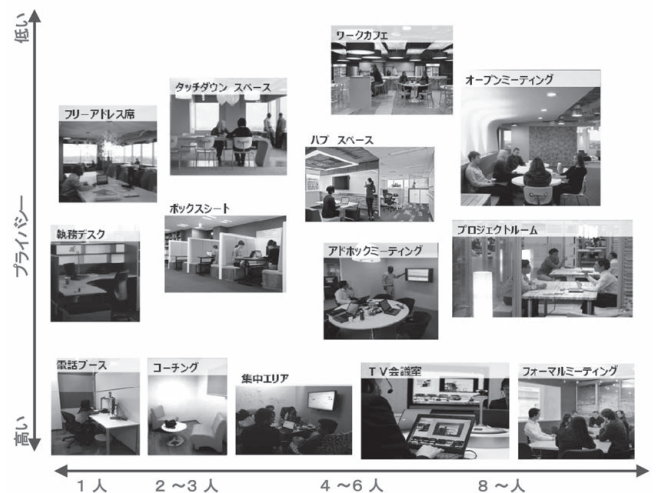 低い
ワークカフェ
オープンミーティング
タッチダウン スペース
フリーアドレス席
ハブ スペース
ボックスシート
プライバシー
執務デスク
アドホックミーティング
プロジェクトルーム
電話ブース
コーチング
集中エリア
TV会議室
フォーマルミーティング
高い
1人
2〜3人
4〜6人
8〜人